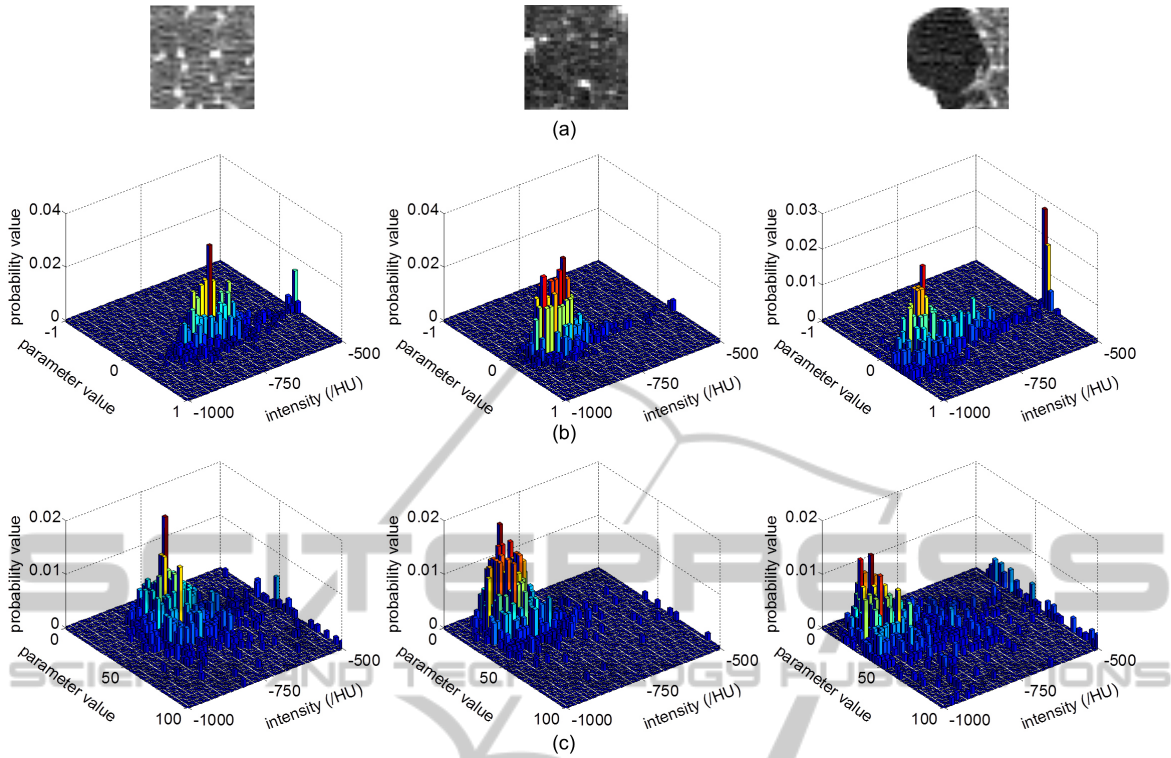 (a)
probability value
0.04
0.02
0
-1
0
1
parameter value
-1000
-750
-500
intensity (/HU)
probability value
0.04
0.02
0
-1
0
1
parameter value
-1000
-750
-500
intensity (/HU)
probability value
0.03
0.02
0.01
0
-1
0
1
parameter value
-1000
-750
-500
intensity (/HU)
(b)
probability value
0.02
0.01
0
0
50
100
parameter value
-1000
-750
-500
intensity (/HU)
probability value
0.02
0.01
0
0
50
100
parameter value
-1000
-750
-500
intensity (/HU)
probability value
0.02
0.01
0
0
50
100
parameter value
-1000
-750
-500
intensity (/HU)
(c)
SCITEPRESS
SCIENCE AND TECHNOLOGY PUBLICATIONS